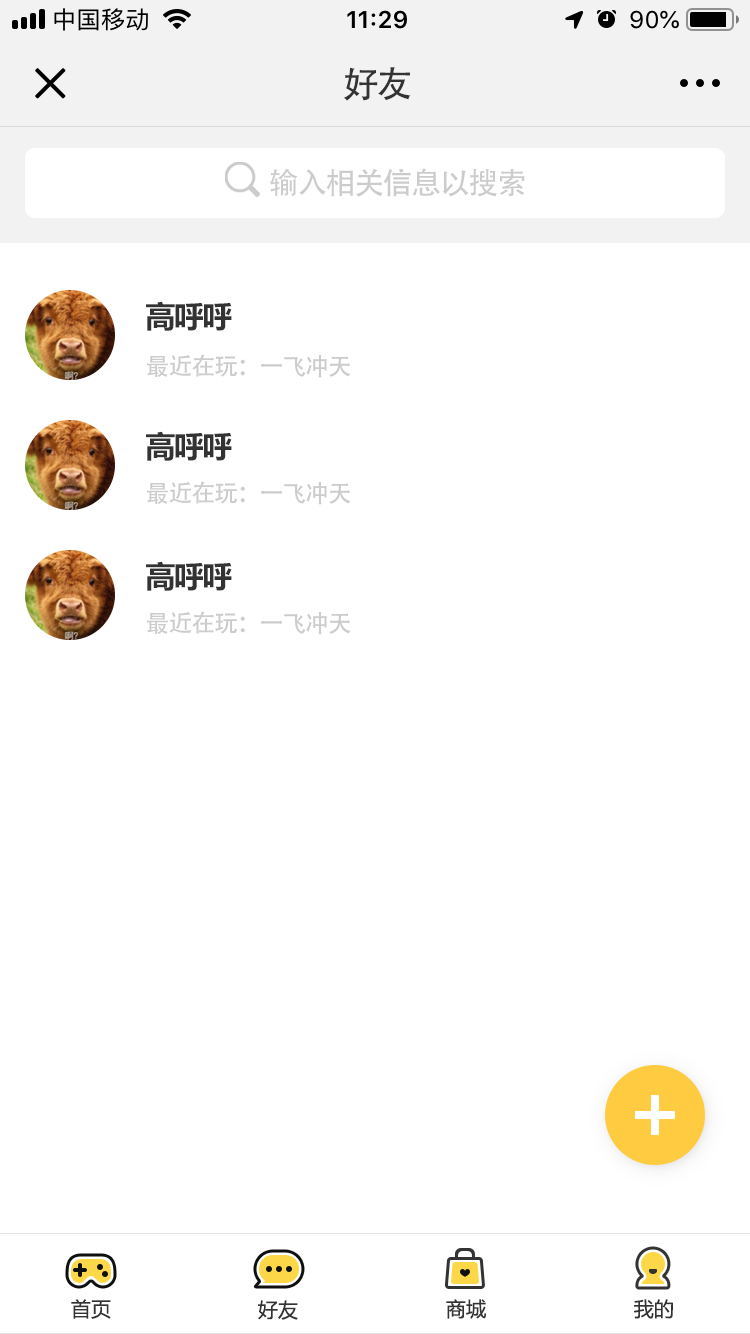 中国移动
11:29
90%
好友
输入相关信息以搜索
高呼呼
最近在玩：一飞冲天
啊?
高呼呼
最近在玩：一飞冲天
啊?
高呼呼
最近在玩：一飞冲天
啊?
首页
好友
商城
我的